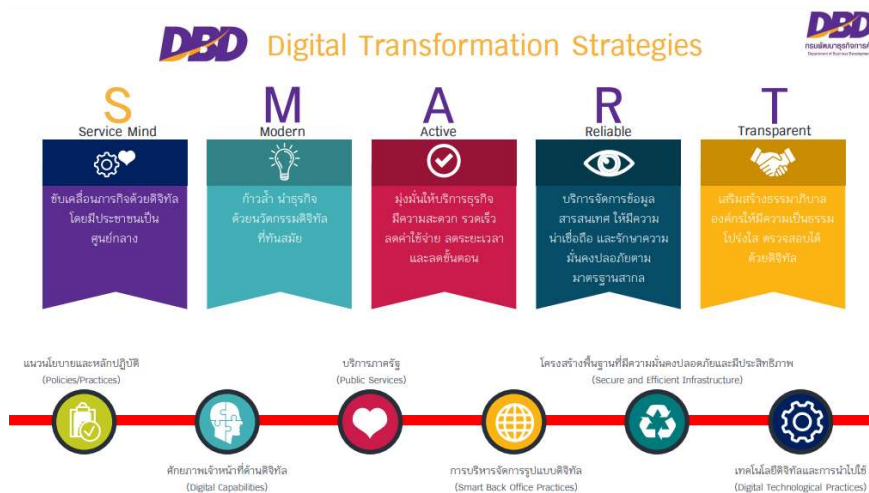 DBD Digital Transformation Strategies
DBD
กรมพัฒนาธุรกิจการค้า
Department of Business Development
S
Service Mind
ขับเคลื่อนภารกิจด้วยดิจิทัล
โดยมีประชาชนเป็น
ศูนย์กลาง
M
Modern
ก้าวล้ำ นำธุรกิจ
ด้วยนวัตกรรมดิจิทัล
ที่ทันสมัย
A
Active
มุ่งมั่นให้บริการธุรกิจ
มีความสะดวก รวดเร็ว
ลดค่าใช้จ่าย ลดระยะเวลา
และลดขั้นตอน
R
Reliable
บริการจัดการข้อมูล
สารสนเทศ ให้มีความ
น่าเชื่อถือ และรักษาความ
มั่นคงปลอดภัยตาม
มาตรฐานสากล
T
Transparent
เสริมสร้างธรรมาภิบาล
องค์กรให้มีความเป็นธรรม
โปร่งใส ตรวจสอบได้
ด้วยดิจิทัล
แนวนโยบายและหลักปฏิบัติ
(Policies/Practices)
ศักยภาพเจ้าหน้าที่ด้านดิจิทัล
(Digital Capabilities)
บริการภาครัฐ
(Public Services)
การบริหารจัดการรูปแบบดิจิทัล
(Smart Back Office Practices)
โครงสร้างพื้นฐานที่มีความมั่นคงปลอดภัยและมีประสิทธิภาพ
(Secure and Efficient Infrastructure)
เทคโนโลยีดิจิทัลและการนำไปใช้
(Digital Technological Practices)